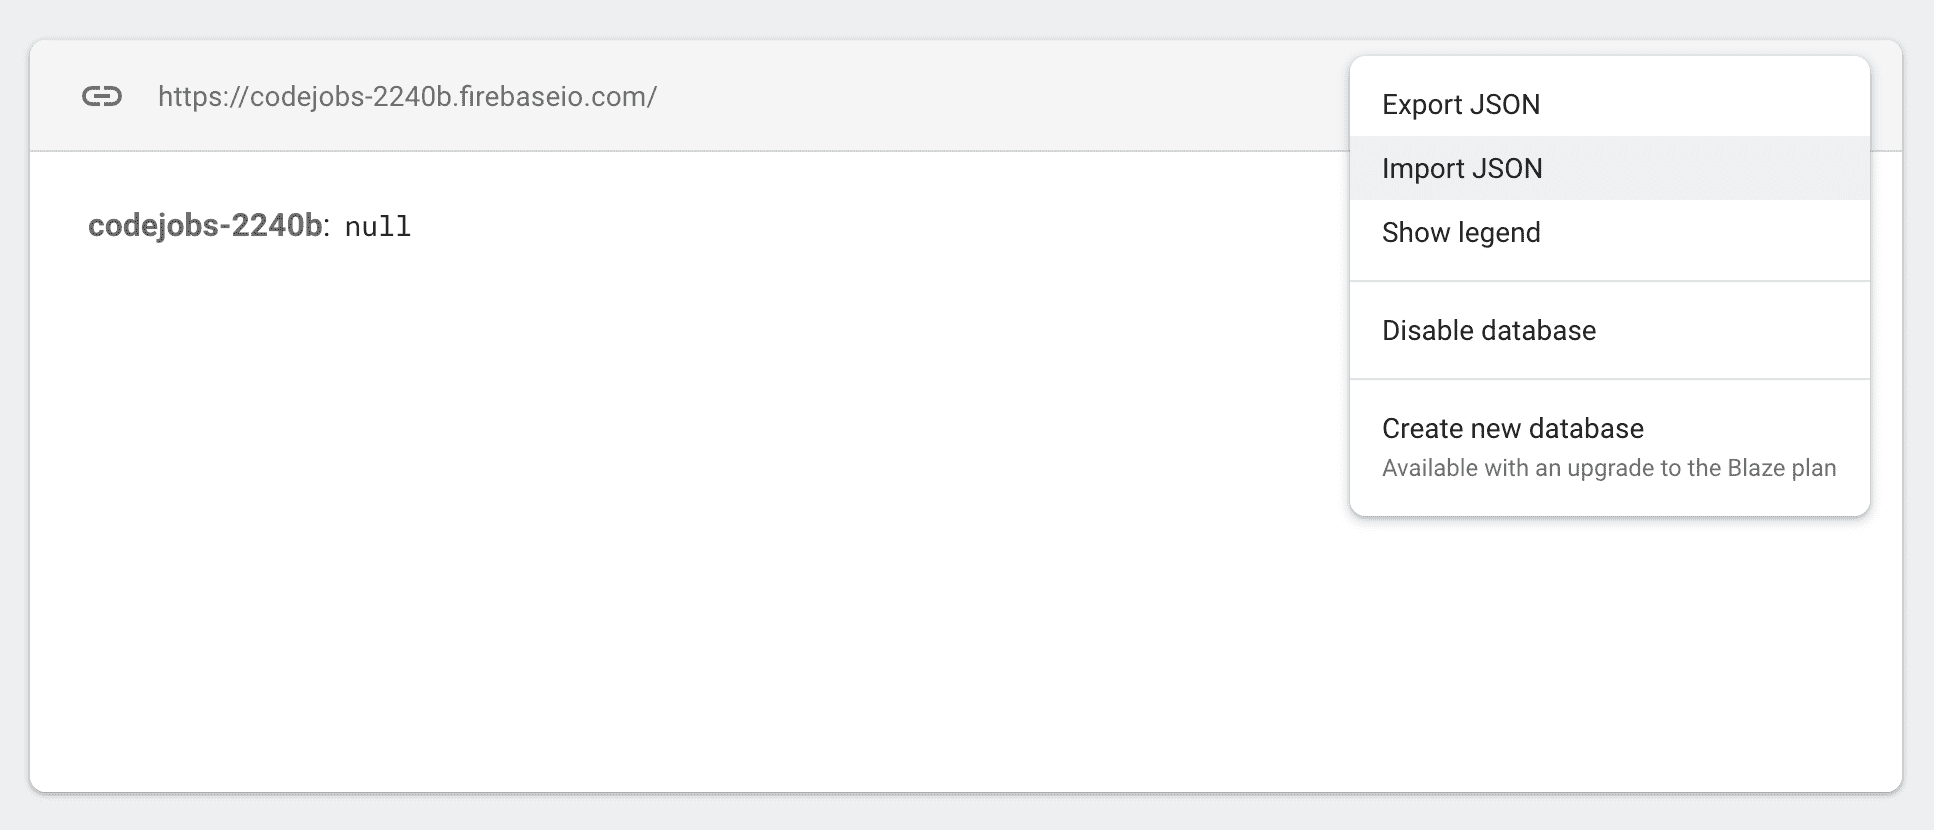 https://codejobs-2240b.firebaseio.com/
codejobs-2240b: null
Export JSON
Import JSON
Show legend
Disable database
Create new database
Available with an upgrade to the Blaze plan